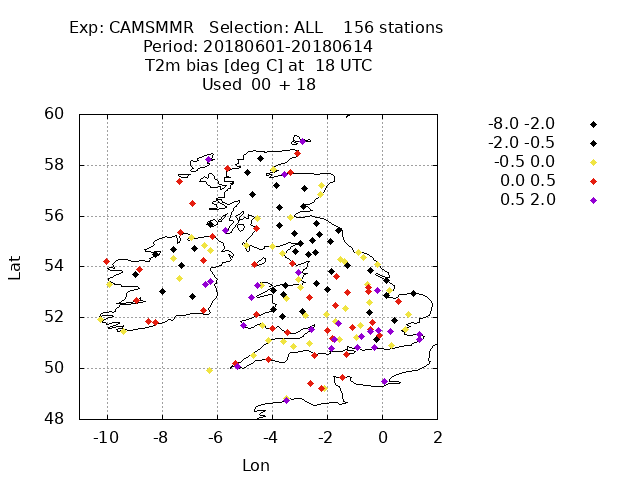 Exp: CAMSMMR Selection: ALL 156 stations
Period: 20180601-20180614
T2m bias [deg C] at 18 UTC
Used 00 + 18
-8.0 -2.0
-2.0 -0.5
-0.5 0.0
0.0 0.5
0.5 2.0
60
58
56
54
52
50
48
Lat
-10 -8 -6 -4 -2 0 2
Lon